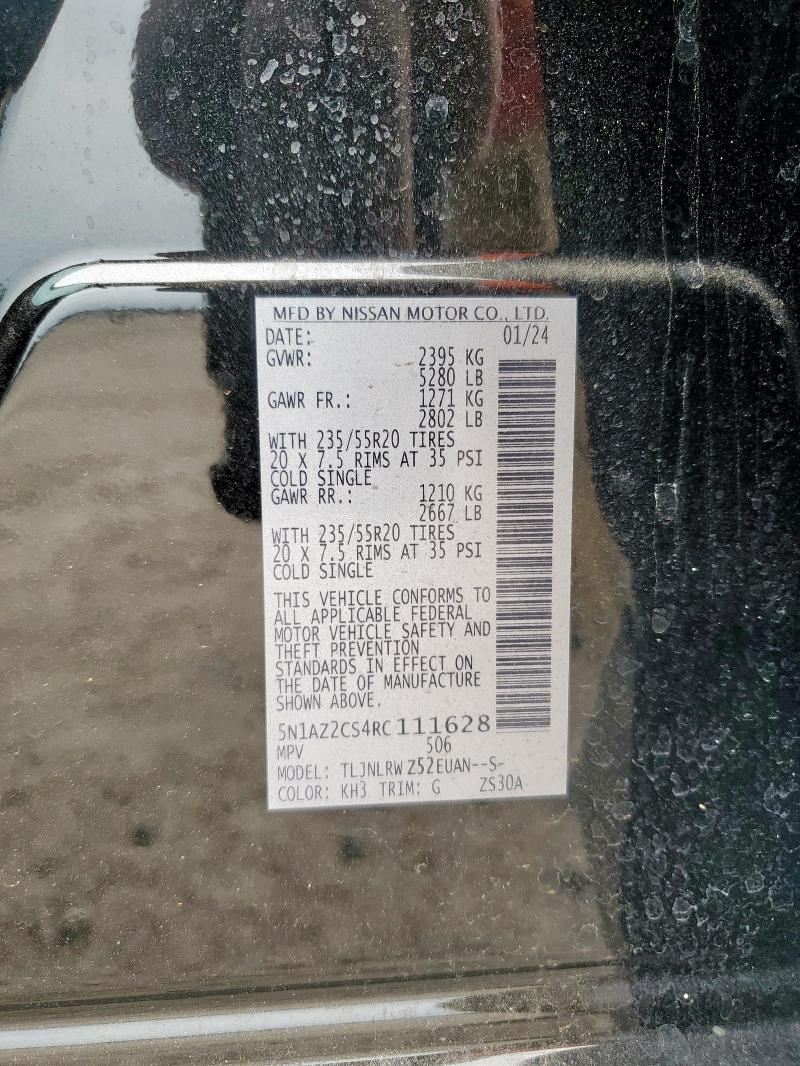 MFD BY NISSAN MOTOR CO., LTD.
DATE: 01/24
GVWR: 2395 KG
5280 LB
GAWR FR.: 1271 KG
2802 LB
WITH 235/55R20 TIRES
20 X 7.5 RIMS AT 35 PSI
COLD SINGLE
GAWR RR.: 1210 KG
2667 LB
WITH 235/55R20 TIRES
20 X 7.5 RIMS AT 35 PSI
COLD SINGLE
THIS VEHICLE CONFORMS TO
ALL APPLICABLE FEDERAL
MOTOR VEHICLE SAFETY AND
THEFT PREVENTION
STANDARDS IN EFFECT ON
THE DATE OF MANUFACTURE
SHOWN ABOVE.
5N1AZ2CS4RC111628
MPV 506
MODEL: TLJNLRW Z52EUAN--S-
COLOR: KH3 TRIM: G ZS30A